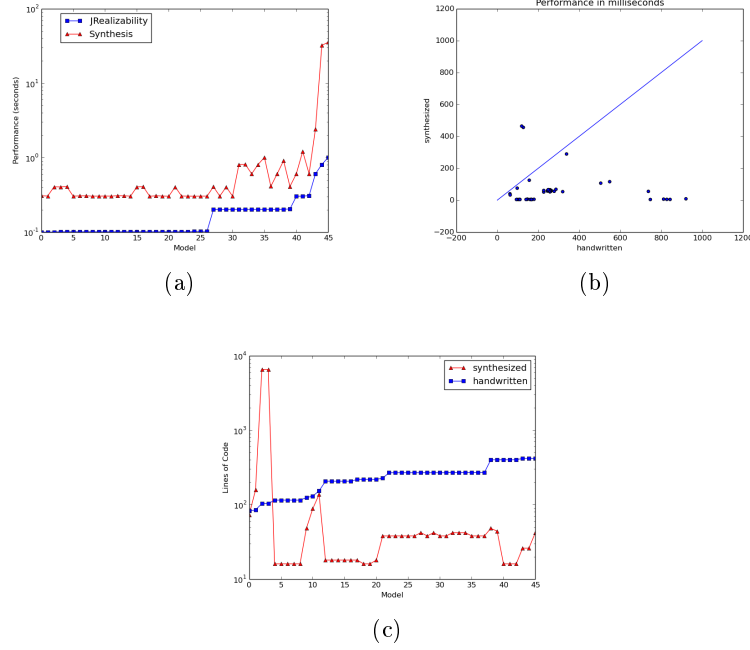 10^2
10^1
10^0
10^-1
Performance (seconds)
JRealizability
Synthesis
0 5 10 15 20 25 30 35 40 45
Model
(a)
Performance in milliseconds
1200
1000
800
600
400
200
0
−200
synthesized
−200 0 200 400 600 800 1000 1200
handwritten
(b)
10^4
10^3
10^2
10^1
Lines of Code
synthesized
handwritten
0 5 10 15 20 25 30 35 40 45
Model
(c)